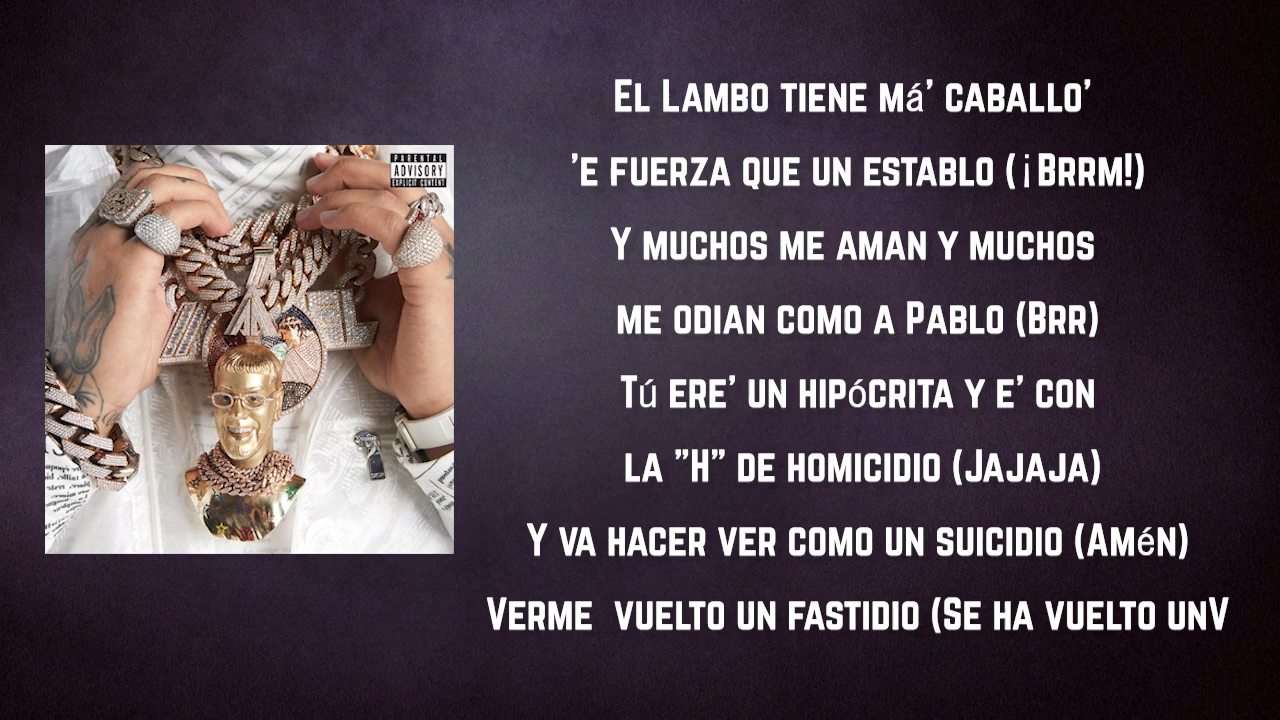 PARENTAL
ADVISORY
EXPLICIT CONTENT
El Lambo tiene má' caballo'
'e fuerza que un establo (¡Brrm!)
Y muchos me aman y muchos
me odian como a Pablo (Brr)
Tú ere' un hipócrita y e' con
la "H" de homicidio (Jajaja)
Y va hacer ver como un suicidio (Amén)
Verme  vuelto un fastidio (Se ha vuelto unV